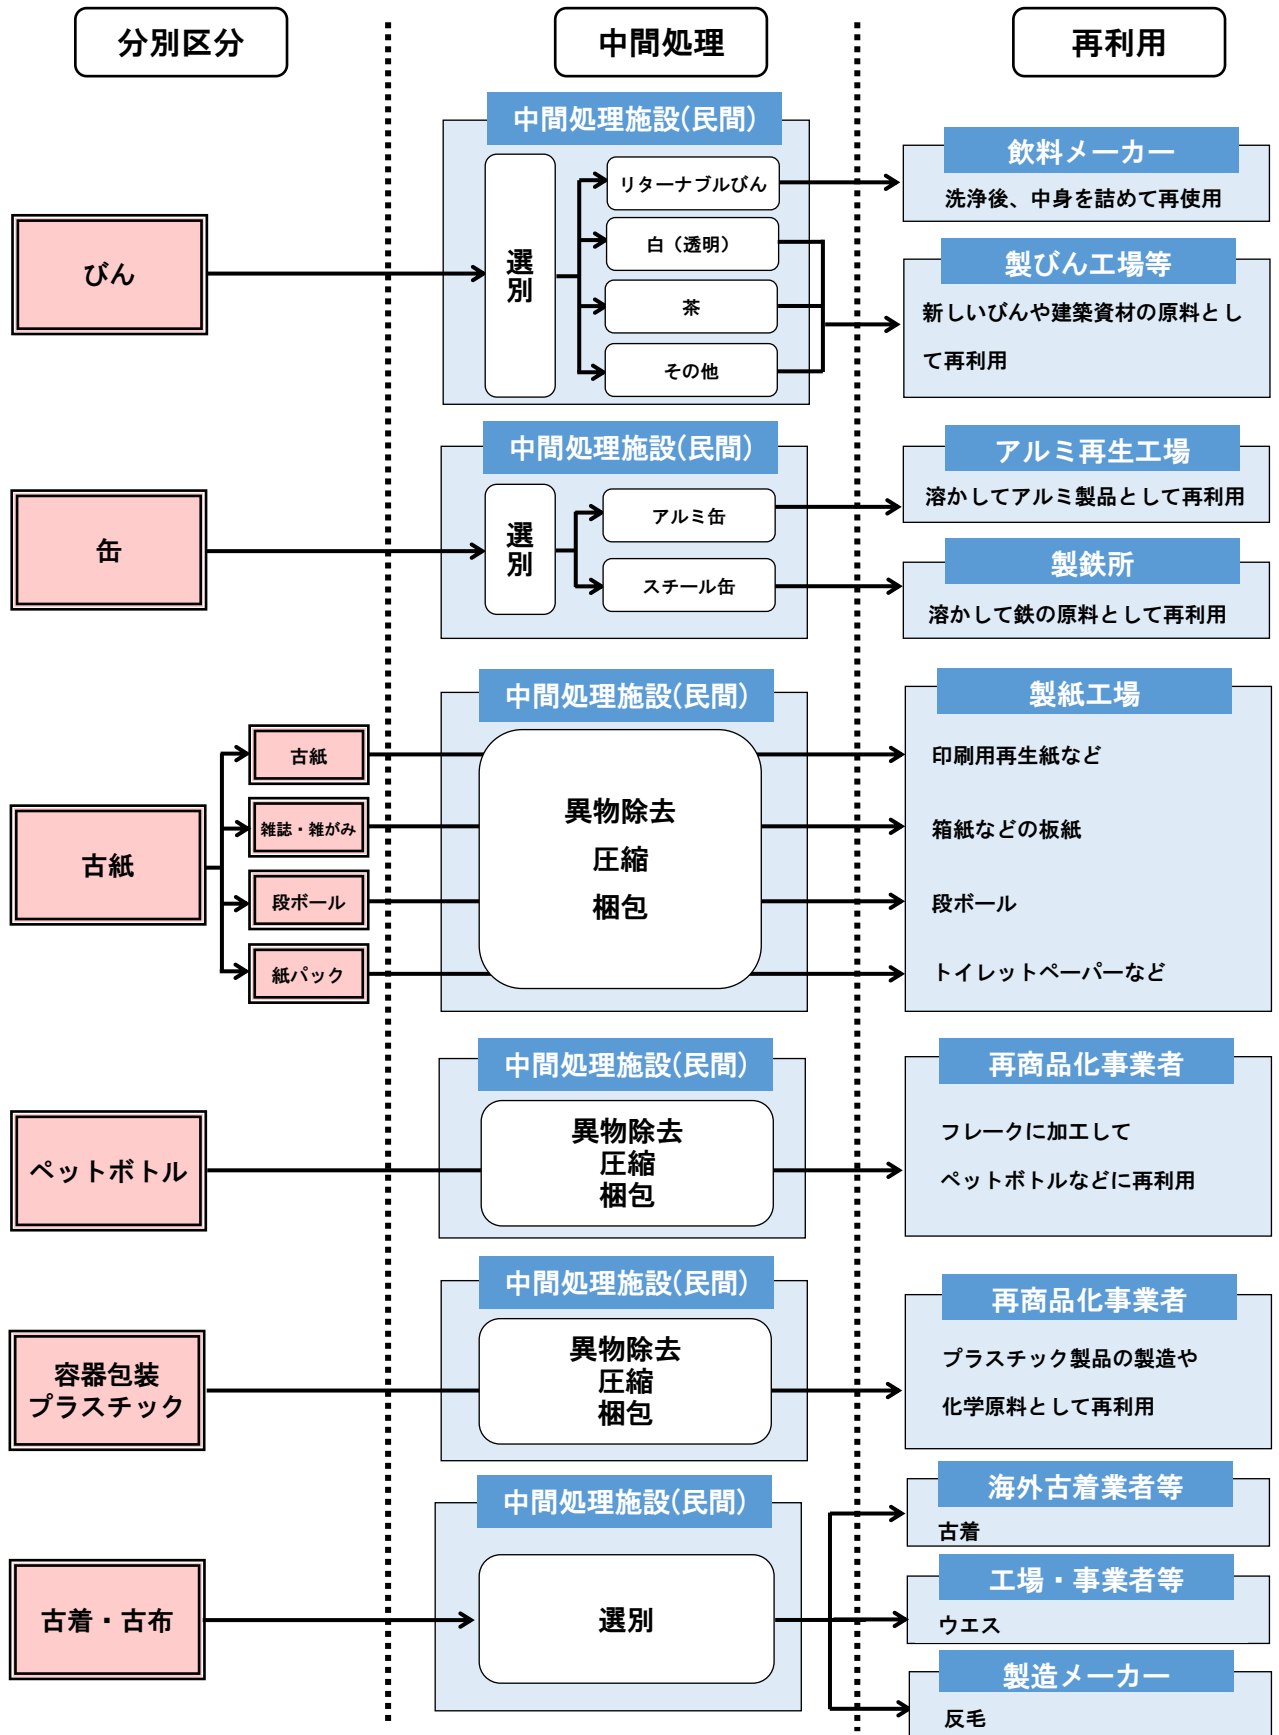 分別区分
中間処理
再利用
びん
中間処理施設(民間)
選別
リターナブルびん
白（透明）
茶
その他
飲料メーカー
洗浄後、中身を詰めて再使用
製びん工場等
新しいびんや建築資材の原料とし
て再利用
缶
中間処理施設(民間)
選別
アルミ缶
スチール缶
アルミ再生工場
溶かしてアルミ製品として再利用
製鉄所
溶かして鉄の原料として再利用
古紙
古紙
雑誌・雑がみ
段ボール
紙パック
中間処理施設(民間)
異物除去
圧縮
梱包
製紙工場
印刷用再生紙など
箱紙などの板紙
段ボール
トイレットペーパーなど
ペットボトル
中間処理施設(民間)
異物除去
圧縮
梱包
再商品化事業者
フレークに加工して
ペットボトルなどに再利用
容器包装
プラスチック
中間処理施設(民間)
異物除去
圧縮
梱包
再商品化事業者
プラスチック製品の製造や
化学原料として再利用
古着・古布
中間処理施設(民間)
選別
海外古着業者等
古着
工場・事業者等
ウエス
製造メーカー
反毛